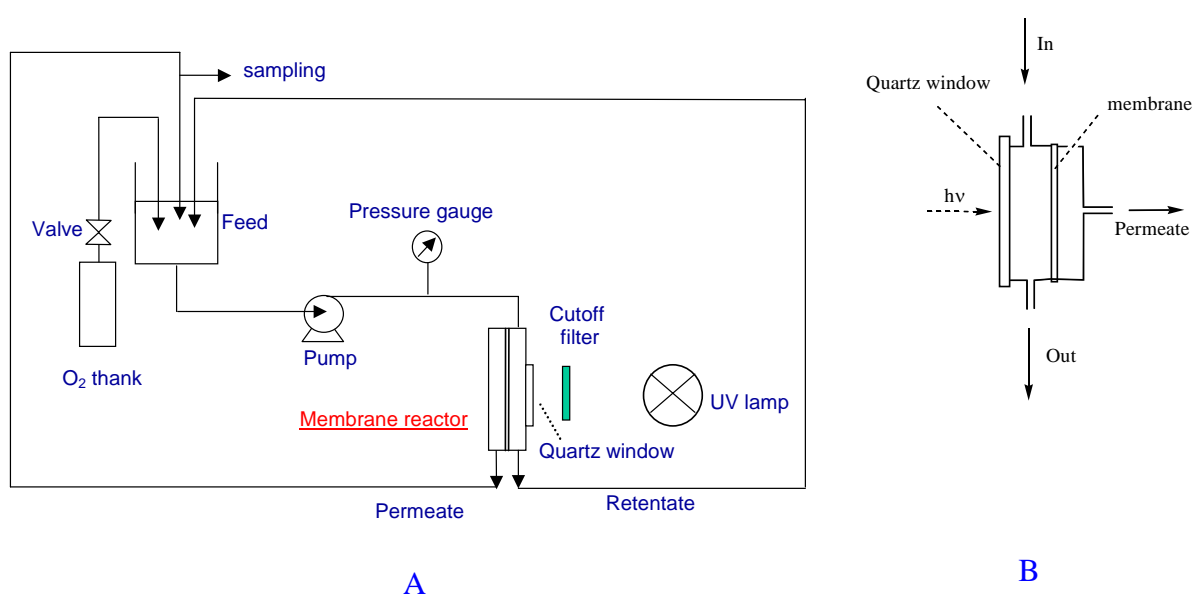 sampling
Valve
Feed
O2 thank
Pressure gauge
Pump
Cutoff
filter
UV lamp
Membrane reactor
Quartz window
Permeate
Retentate
A
In
Quartz window
membrane
hν
Permeate
Out
B